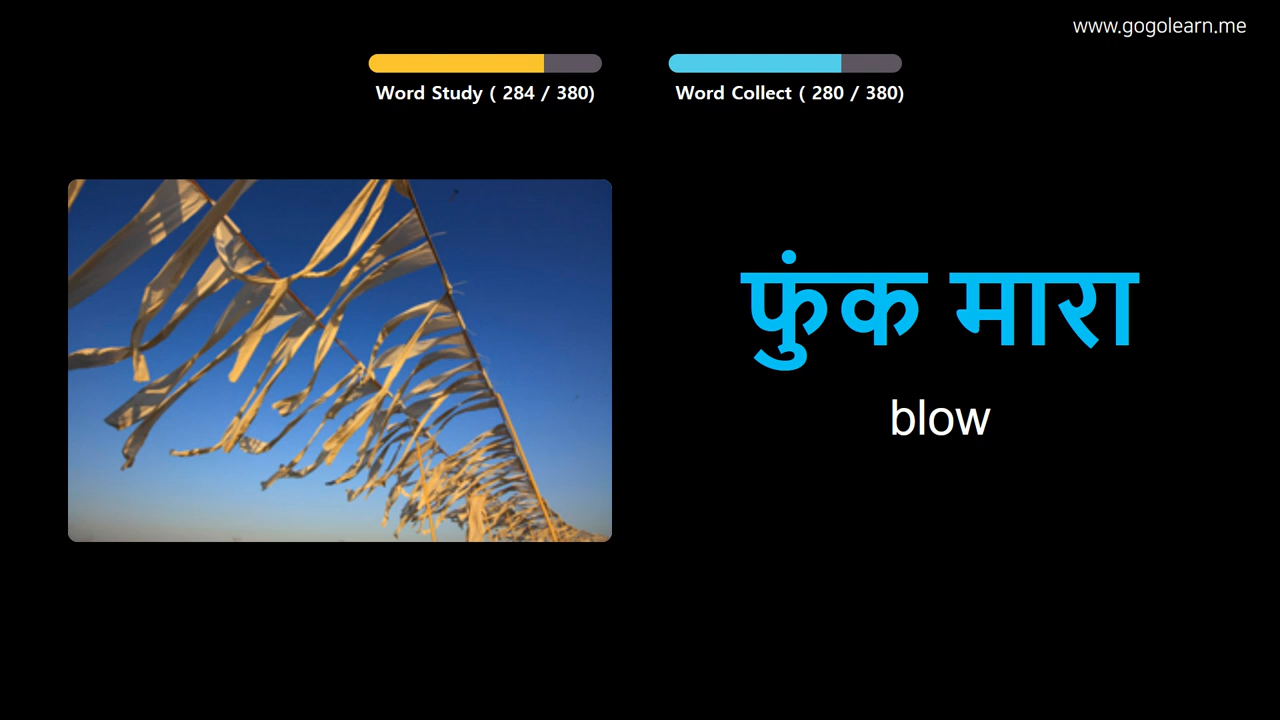 www.gogolearn.me
Word Study ( 284 / 380)
Word Collect ( 280 / 380)
फुंक मारा
blow